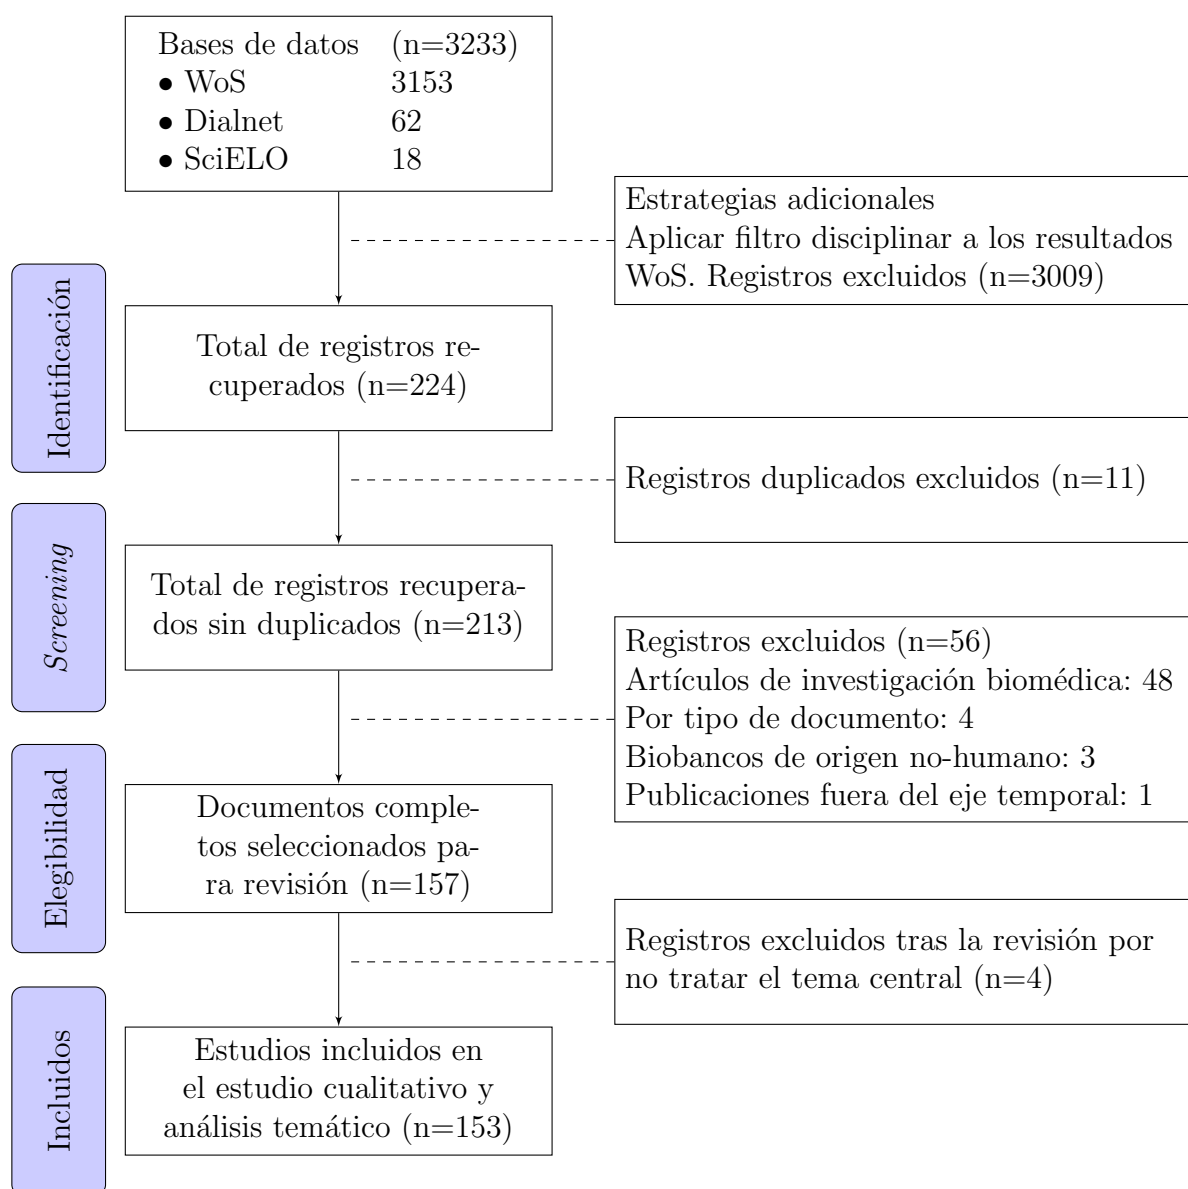 Bases de datos (n=3233)
• WoS 3153
• Dialnet 62
• SciELO 18
Estrategias adicionales
Aplicar filtro disciplinar a los resultados
WoS. Registros excluidos (n=3009)
Identificación
Total de registros re-
cuperados (n=224)
Registros duplicados excluidos (n=11)
Screening
Total de registros recupera-
dos sin duplicados (n=213)
Registros excluidos (n=56)
Artículos de investigación biomédica: 48
Por tipo de documento: 4
Biobancos de origen no-humano: 3
Publicaciones fuera del eje temporal: 1
Elegibilidad
Documentos comple-
tos seleccionados pa-
ra revisión (n=157)
Registros excluidos tras la revisión por
no tratar el tema central (n=4)
Incluidos
Estudios incluidos en
el estudio cualitativo y
análisis temático (n=153)